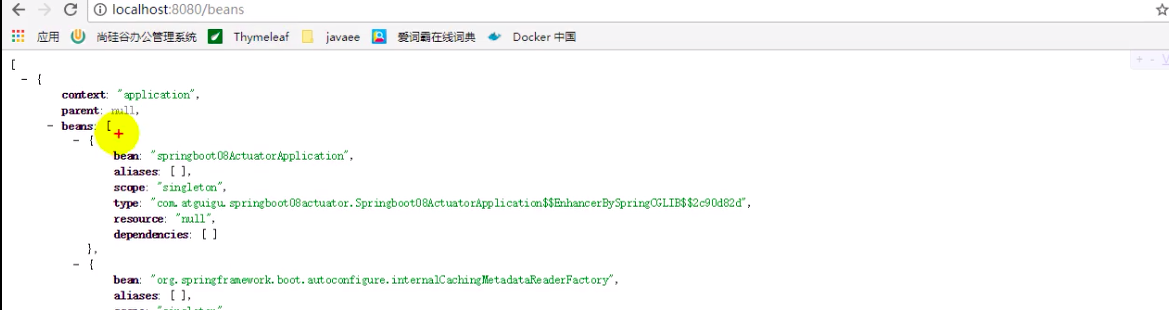 localhost:8080/beans
应用 尚硅谷办公管理系统 Thymeleaf javaee 爱词霸在线词典 Docker 中国
[
- {
context: "application",
parent: null,
- beans: [
- {
bean: "springboot08ActuatorApplication",
aliases: [ ],
scope: "singleton",
type: "com.atguigu.springboot08actuator.Springboot08ActuatorApplication$$EnhancerBySpringCGLIB$$2c90d82d",
resource: "null",
dependencies: [ ]
},
- {
bean: "org.springframework.boot.autoconfigure.internalCachingMetadataReaderFactory",
aliases: [ ],